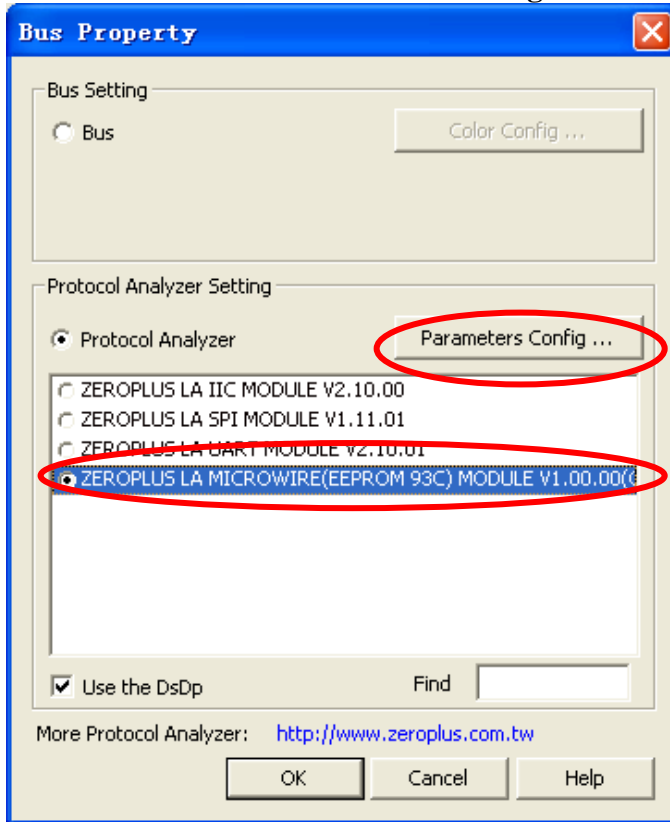 Bus Property
Bus Setting
Bus
Color Config ...
Protocol Analyzer Setting
Protocol Analyzer
Parameters Config ...
ZEROPLUS LA IIC MODULE V2.10.00
ZEROPLUS LA SPI MODULE V1.11.01
ZEROPLUS LA UART MODULE V2.10.01
ZEROPLUS LA MICROWIRE(EEPROM 93C) MODULE V1.00.00(
Use the DsDp
Find
More Protocol Analyzer: http://www.zeroplus.com.tw
OK Cancel Help